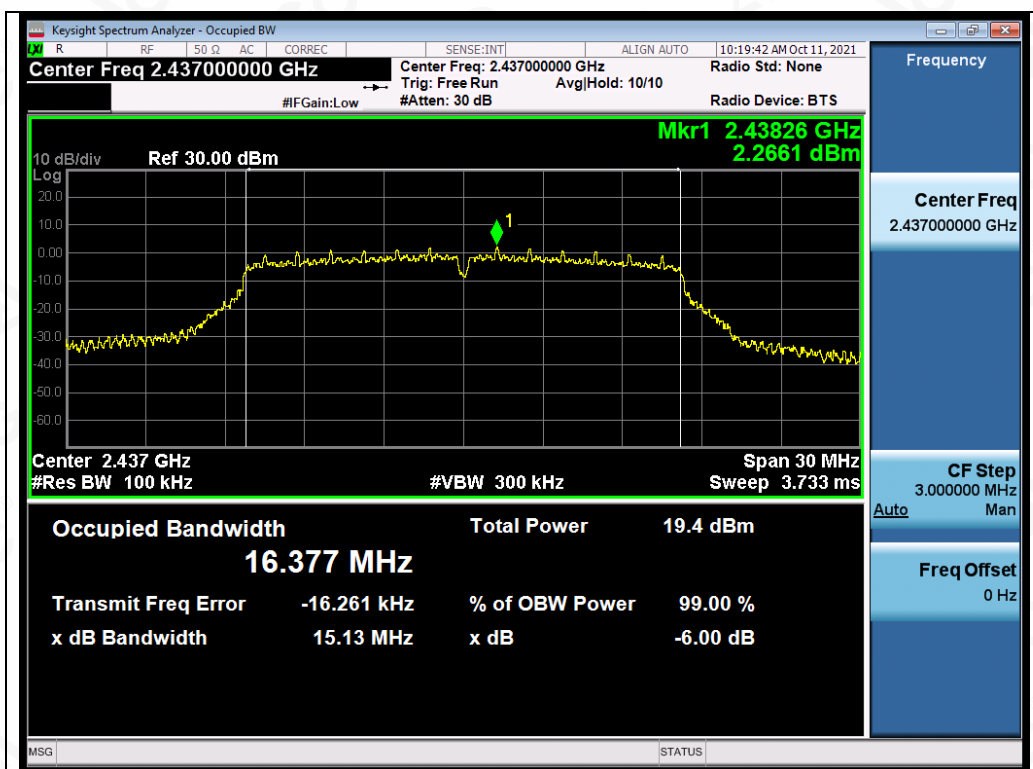 Keysight Spectrum Analyzer - Occupied BW
LXI R RF 50 Ω AC CORREC SENSE:INT ALIGN AUTO 10:19:42 AM Oct 11, 2021
Center Freq 2.437000000 GHz
Center Freq: 2.437000000 GHz
Radio Std: None
Trig: Free Run Avg|Hold: 10/10
#IFGain:Low
#Atten: 30 dB
Radio Device: BTS
Frequency
Mkr1 2.43826 GHz
2.2661 dBm
10 dB/div Ref 30.00 dBm
Log
20.0
10.0
0.00
-10.0
-20.0
-30.0
-40.0
-50.0
-60.0
1
Center 2.437 GHz Span 30 MHz
#Res BW 100 kHz #VBW 300 kHz Sweep 3.733 ms
Center Freq
2.437000000 GHz
CF Step
3.000000 MHz
Auto Man
Freq Offset
0 Hz
Occupied Bandwidth Total Power 19.4 dBm
16.377 MHz
Transmit Freq Error -16.261 kHz % of OBW Power 99.00 %
x dB Bandwidth 15.13 MHz x dB -6.00 dB
MSG STATUS